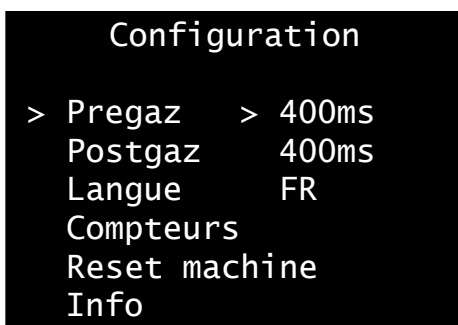 Configuration
> Pregaz > 400ms
Postgaz 400ms
Langue FR
Compteurs
Reset machine
Info